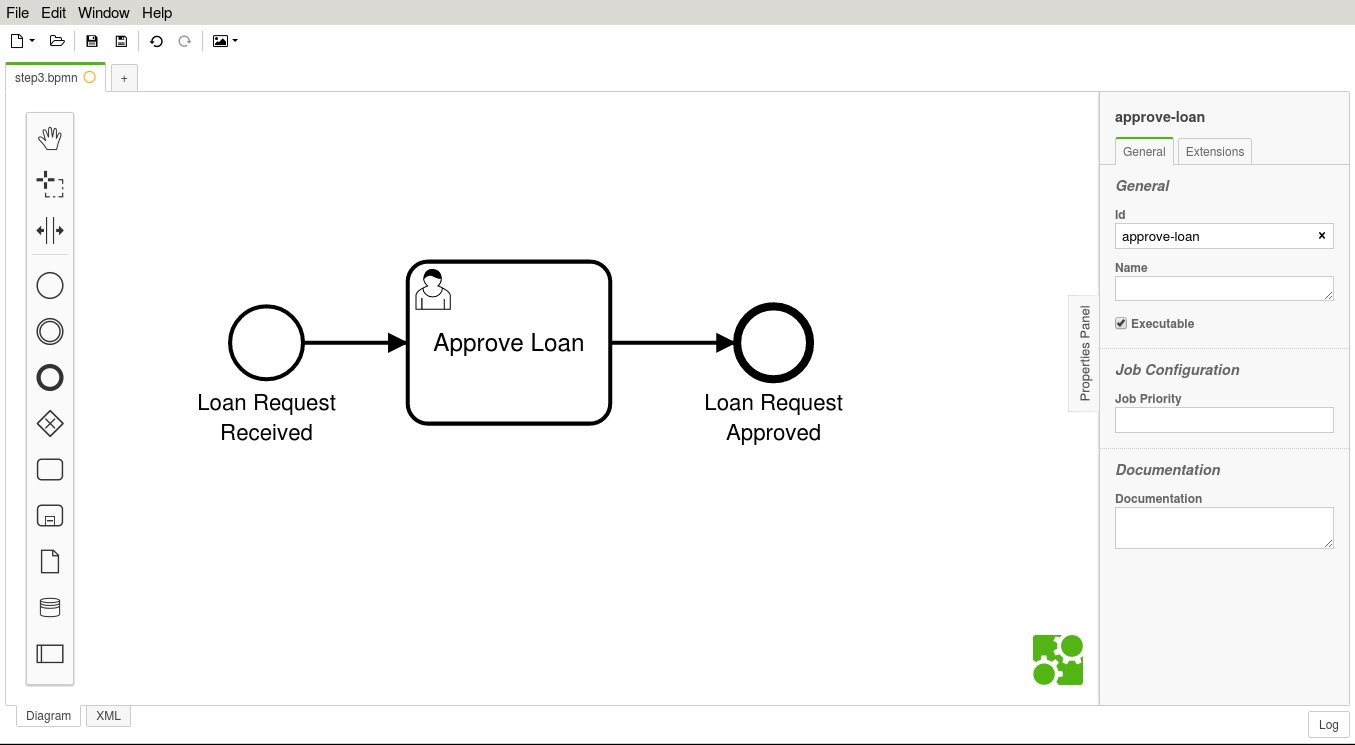 File Edit Window Help
step3.bpmn
+
Loan Request
Received
Approve Loan
Loan Request
Approved
Properties Panel
approve-loan
General Extensions
General
Id
approve-loan
Name
Executable
Job Configuration
Job Priority
Documentation
Documentation
Diagram XML
Log